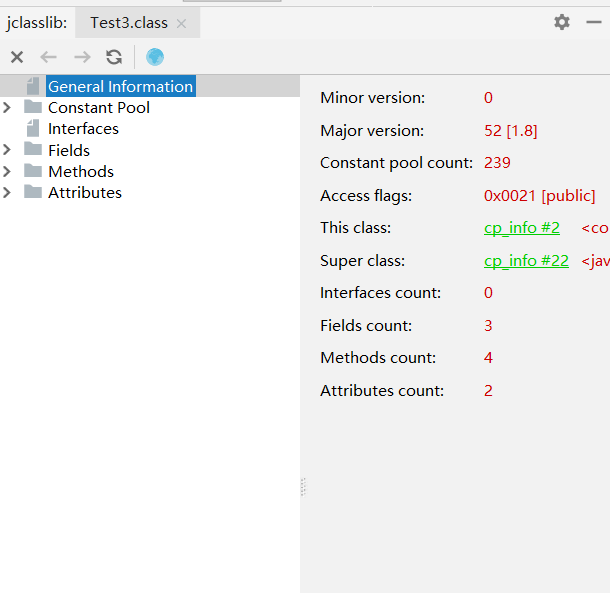 jclasslib: Test3.class
General Information
Constant Pool
Interfaces
Fields
Methods
Attributes
Minor version: 0
Major version: 52 [1.8]
Constant pool count: 239
Access flags: 0x0021 [public]
This class: cp_info #2 <co
Super class: cp_info #22 <jav
Interfaces count: 0
Fields count: 3
Methods count: 4
Attributes count: 2